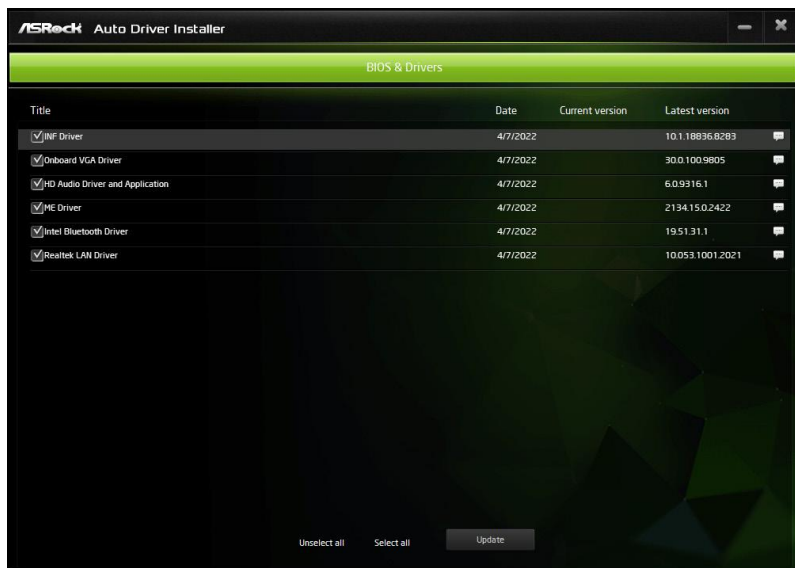 ASRock Auto Driver Installer
BIOS & Drivers
Title Date Current version Latest version
INF Driver 4/7/2022 10.1.18836.8283
Onboard VGA Driver 4/7/2022 30.0.100.9805
HD Audio Driver and Application 4/7/2022 6.0.9316.1
ME Driver 4/7/2022 2134.15.0.2422
Intel Bluetooth Driver 4/7/2022 19.51.31.1
Realtek LAN Driver 4/7/2022 10.053.1001.2021
Unselect all Select all Update